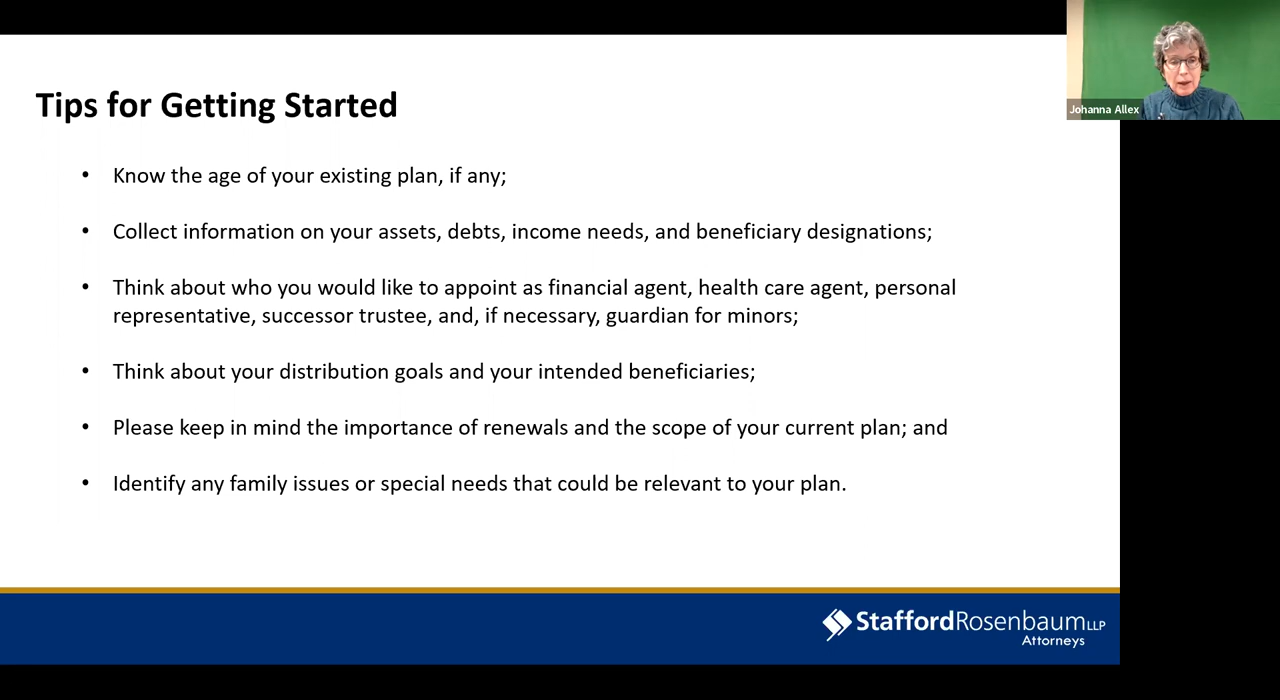 Tips for Getting Started
Johanna Allex
• Know the age of your existing plan, if any;
• Collect information on your assets, debts, income needs, and beneficiary designations;
• Think about who you would like to appoint as financial agent, health care agent, personal
representative, successor trustee, and, if necessary, guardian for minors;
• Think about your distribution goals and your intended beneficiaries;
• Please keep in mind the importance of renewals and the scope of your current plan; and
• Identify any family issues or special needs that could be relevant to your plan.
StaffordRosenbaum LLP
Attorneys